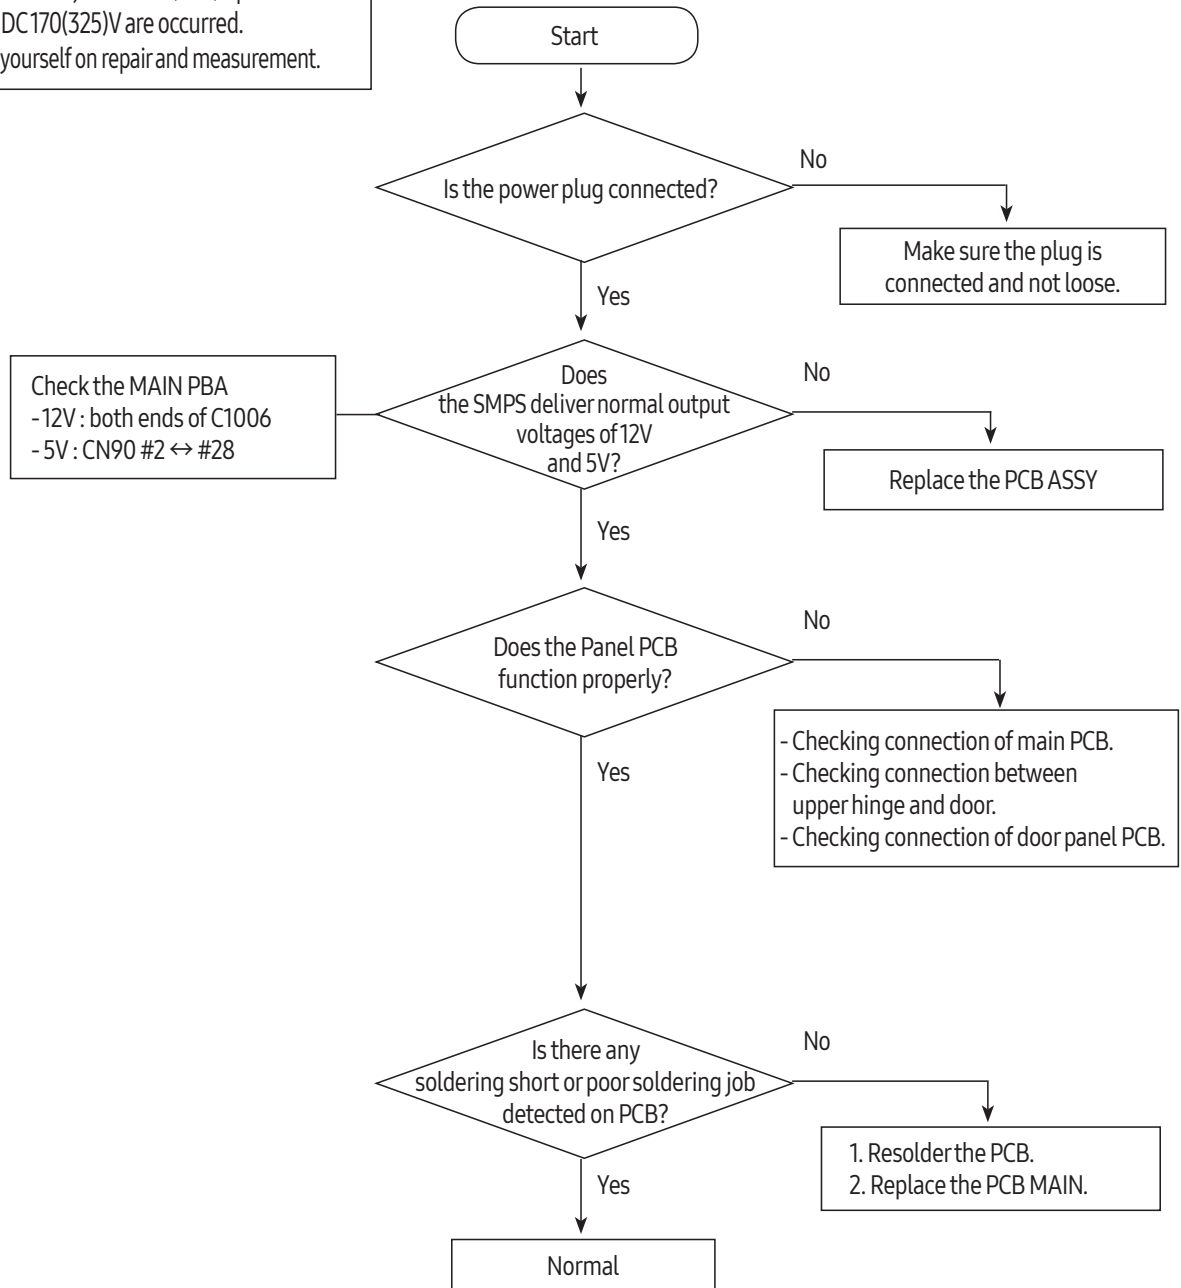 DC170(325)V are occurred.
yourself on repair and measurement.
Start
Is the power plug connected?
No
Make sure the plug is
connected and not loose.
Yes
Check the MAIN PBA
- 12V : both ends of C1006
- 5V : CN90 #2 ↔ #28
Does
the SMPS deliver normal output
voltages of 12V
and 5V?
No
Replace the PCB ASSY
Yes
Does the Panel PCB
function properly?
No
- Checking connection of main PCB.
- Checking connection between
upper hinge and door.
- Checking connection of door panel PCB.
Yes
Is there any
soldering short or poor soldering job
detected on PCB?
No
1. Resolder the PCB.
2. Replace the PCB MAIN.
Yes
Normal